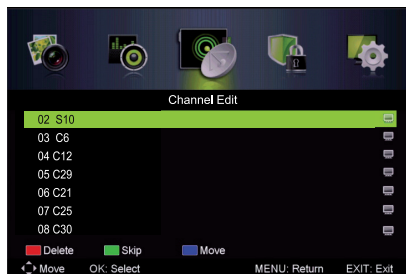 Channel Edit
02 S10
03 C6
04 C12
05 C29
06 C21
07 C25
08 C30
Delete Skip Move
Move OK: Select MENU: Return EXIT: Exit